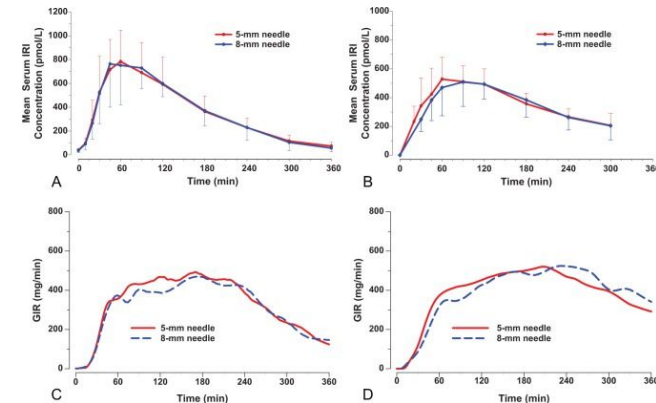 Mean Serum IRI
Concentration (pmol/L)
1200
1000
800
600
400
200
0
5-mm needle
8-mm needle
0 60 120 180 240 300 360
A
Time (min)
Mean Serum IRI
Concentration (pmol/L)
1000
800
600
400
200
0
5-mm needle
8-mm needle
0 60 120 180 240 300 360
B
Time (min)
GIR (mg/min)
800
600
400
200
0
5-mm needle
8-mm needle
0 60 120 180 240 300 360
C
Time (min)
GIR (mg/min)
800
600
400
200
0
5-mm needle
8-mm needle
0 60 120 180 240 300 360
D
Time (min)